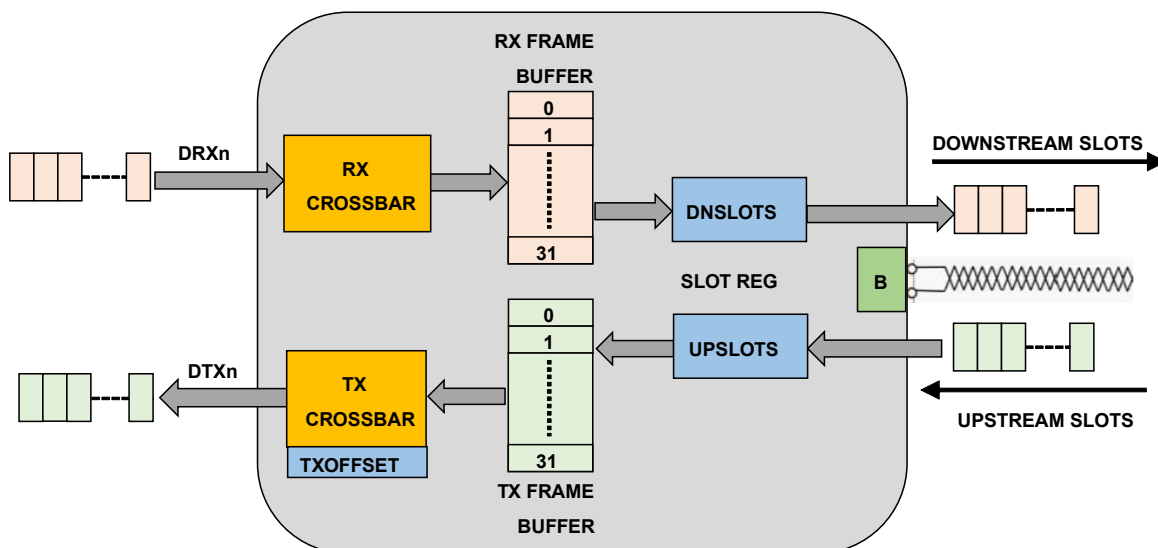 RX FRAME
BUFFER
0
1
31
DRXn
RX
CROSSBAR
DNSLOTS
DOWNSTREAM SLOTS
SLOT REG
B
0
1
31
UPSLOTS
UPSTREAM SLOTS
DTXn
TX
CROSSBAR
TXOFFSET
TX FRAME
BUFFER